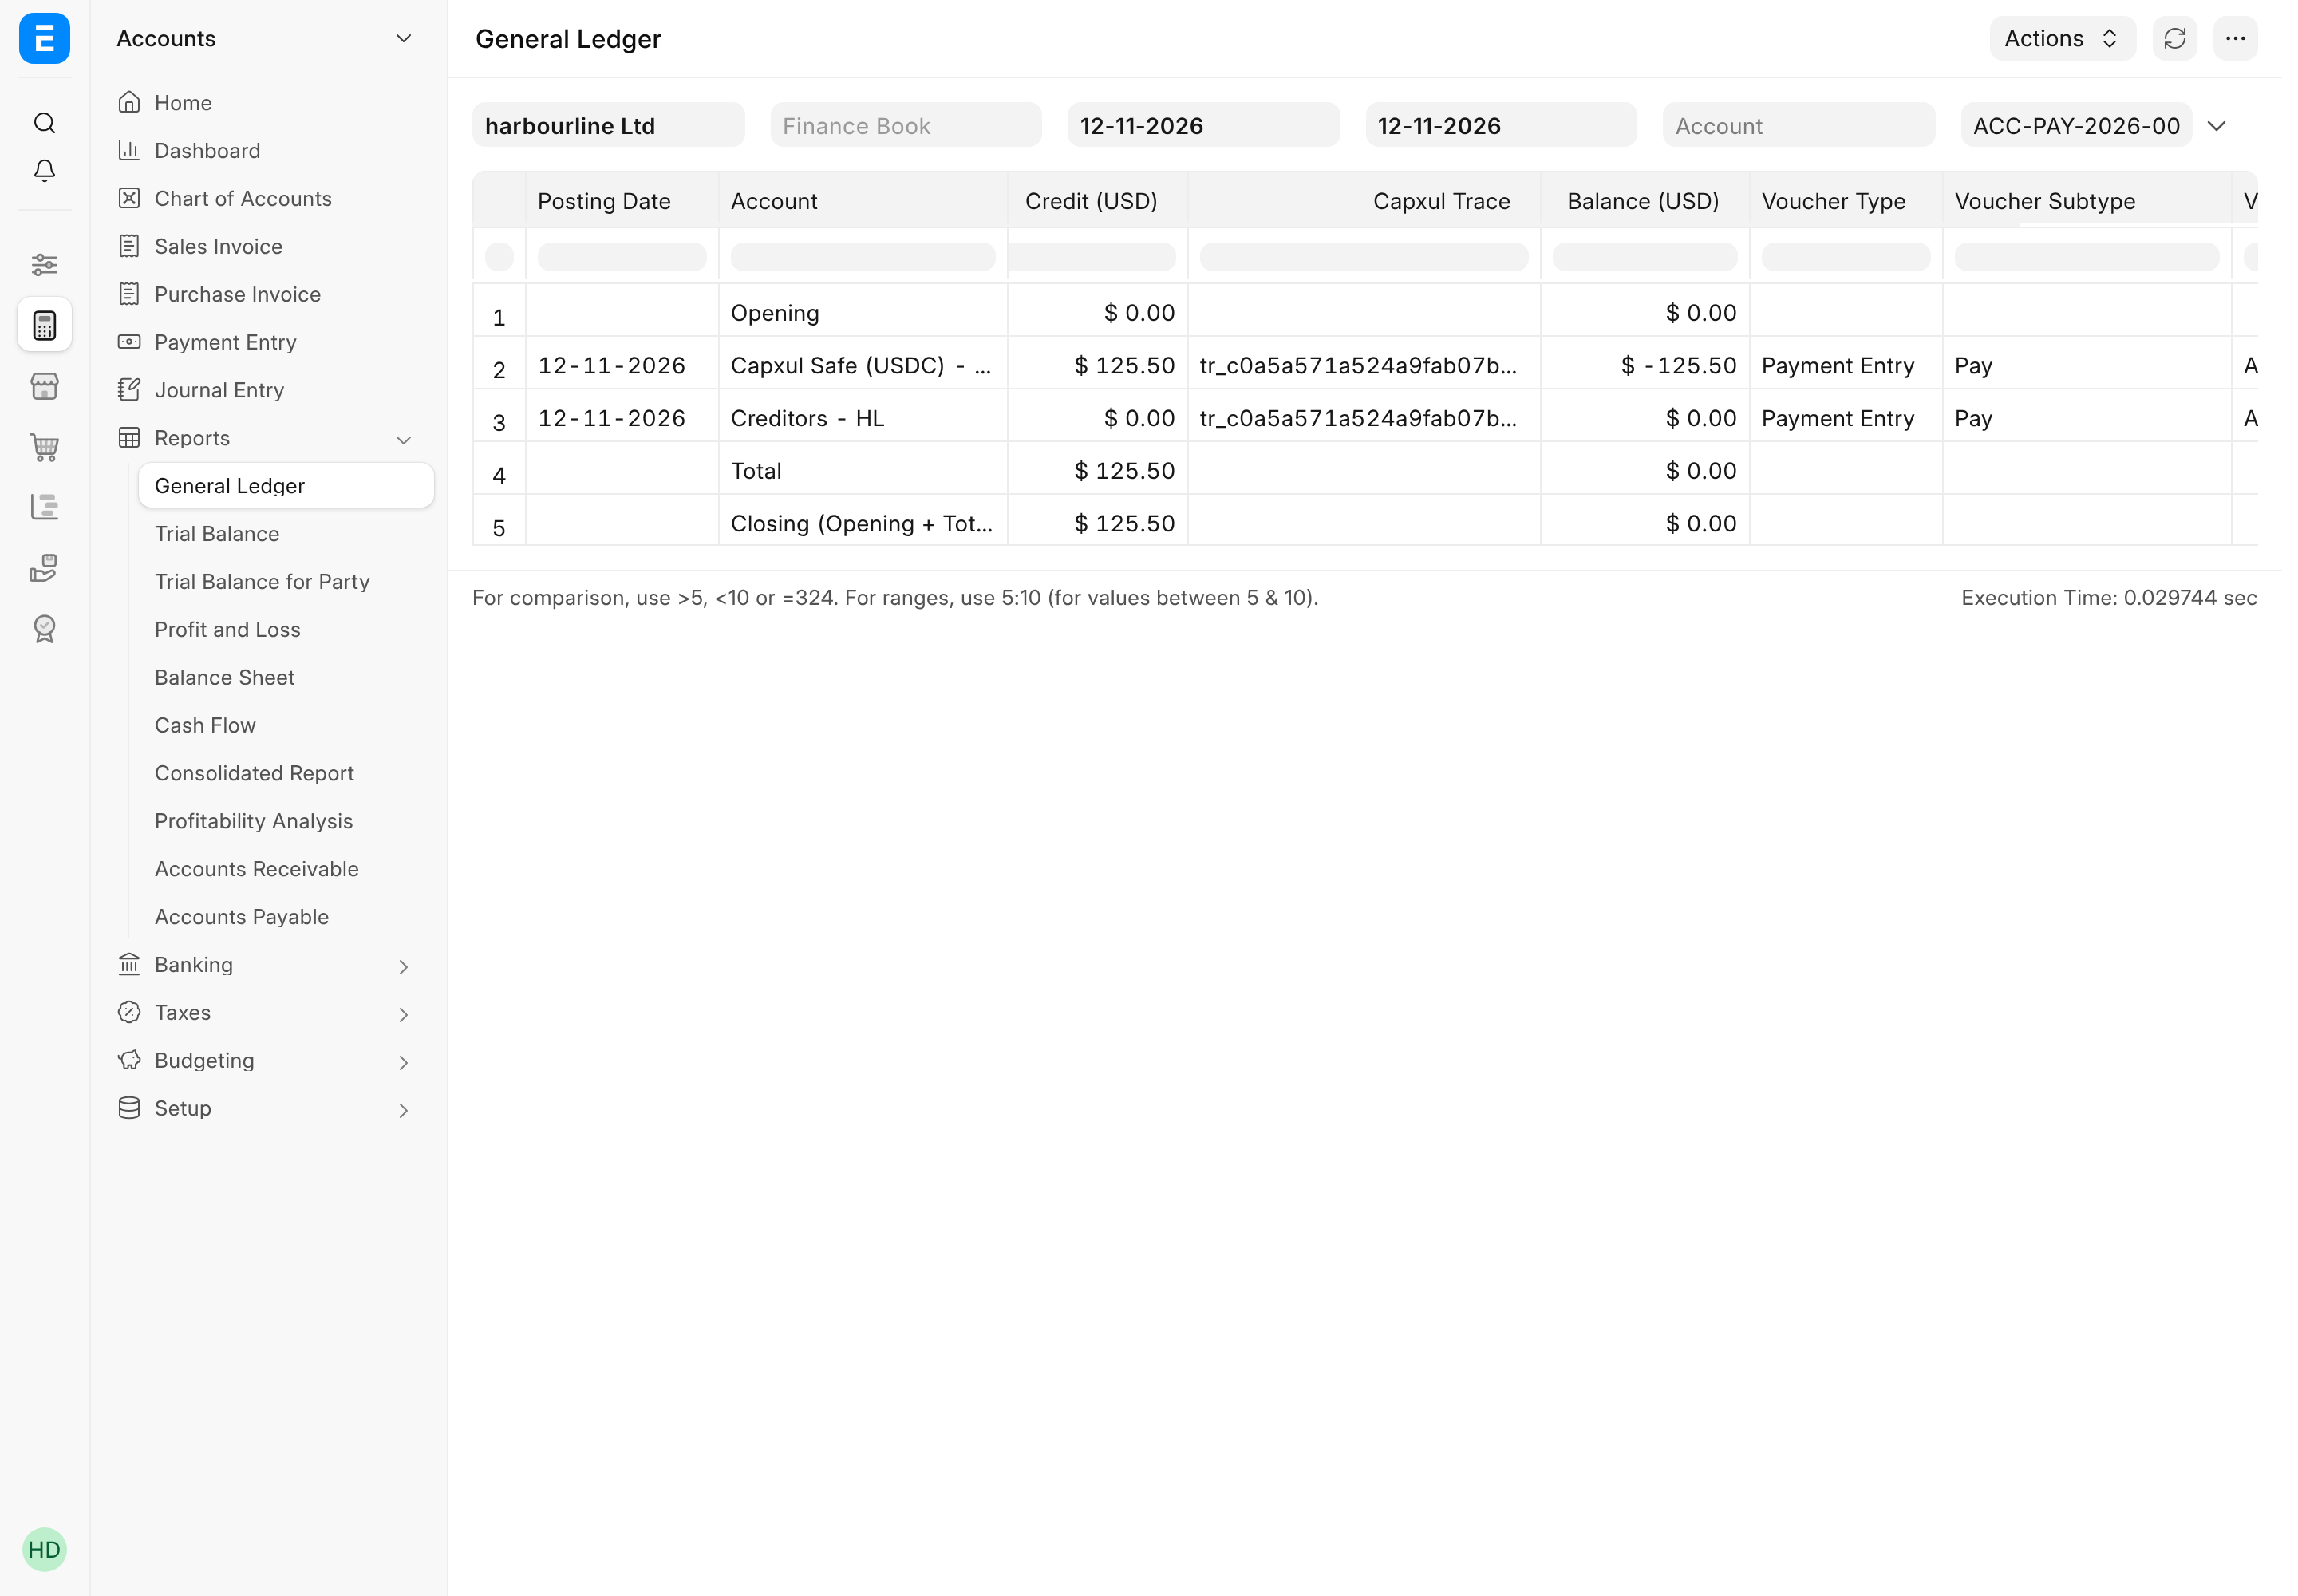 E
Accounts
General Ledger
Actions
Home
Dashboard
Chart of Accounts
Sales Invoice
Purchase Invoice
Payment Entry
Journal Entry
Reports
General Ledger
Trial Balance
Trial Balance for Party
Profit and Loss
Balance Sheet
Cash Flow
Consolidated Report
Profitability Analysis
Accounts Receivable
Accounts Payable
Banking
Taxes
Budgeting
Setup
HD
harbourline Ltd Finance Book 12-11-2026 12-11-2026 Account ACC-PAY-2026-00
Posting Date Account Credit (USD) Capxul Trace Balance (USD) Voucher Type Voucher Subtype V
1 Opening $ 0.00 $ 0.00
2 12-11-2026 Capxul Safe (USDC) - ... $ 125.50 tr_c0a5a571a524a9fab07b... $ -125.50 Payment Entry Pay A
3 12-11-2026 Creditors - HL $ 0.00 tr_c0a5a571a524a9fab07b... $ 0.00 Payment Entry Pay A
4 Total $ 125.50 $ 0.00
5 Closing (Opening + Tot... $ 125.50 $ 0.00
For comparison, use >5, <10 or =324. For ranges, use 5:10 (for values between 5 & 10). Execution Time: 0.029744 sec